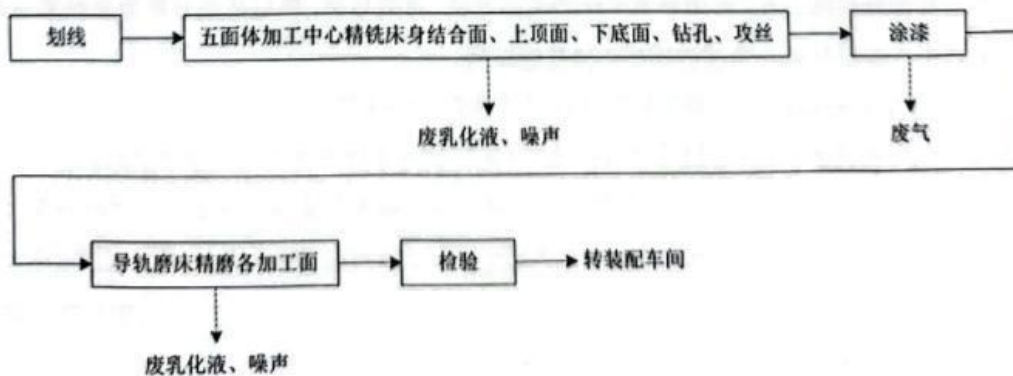 划线
五面体加工中心精铣床身结合面、上顶面、下底面、钻孔、攻丝
涂漆
废乳化液、噪声
废气
导轨磨床精磨各加工面
检验
转装配车间
废乳化液、噪声